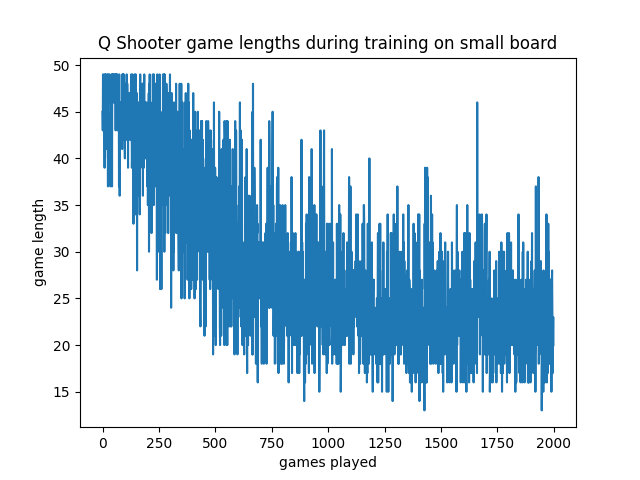 Q Shooter game lengths during training on small board
50
45
40
35
30
25
20
15
game length
0 250 500 750 1000 1250 1500 1750 2000
games played